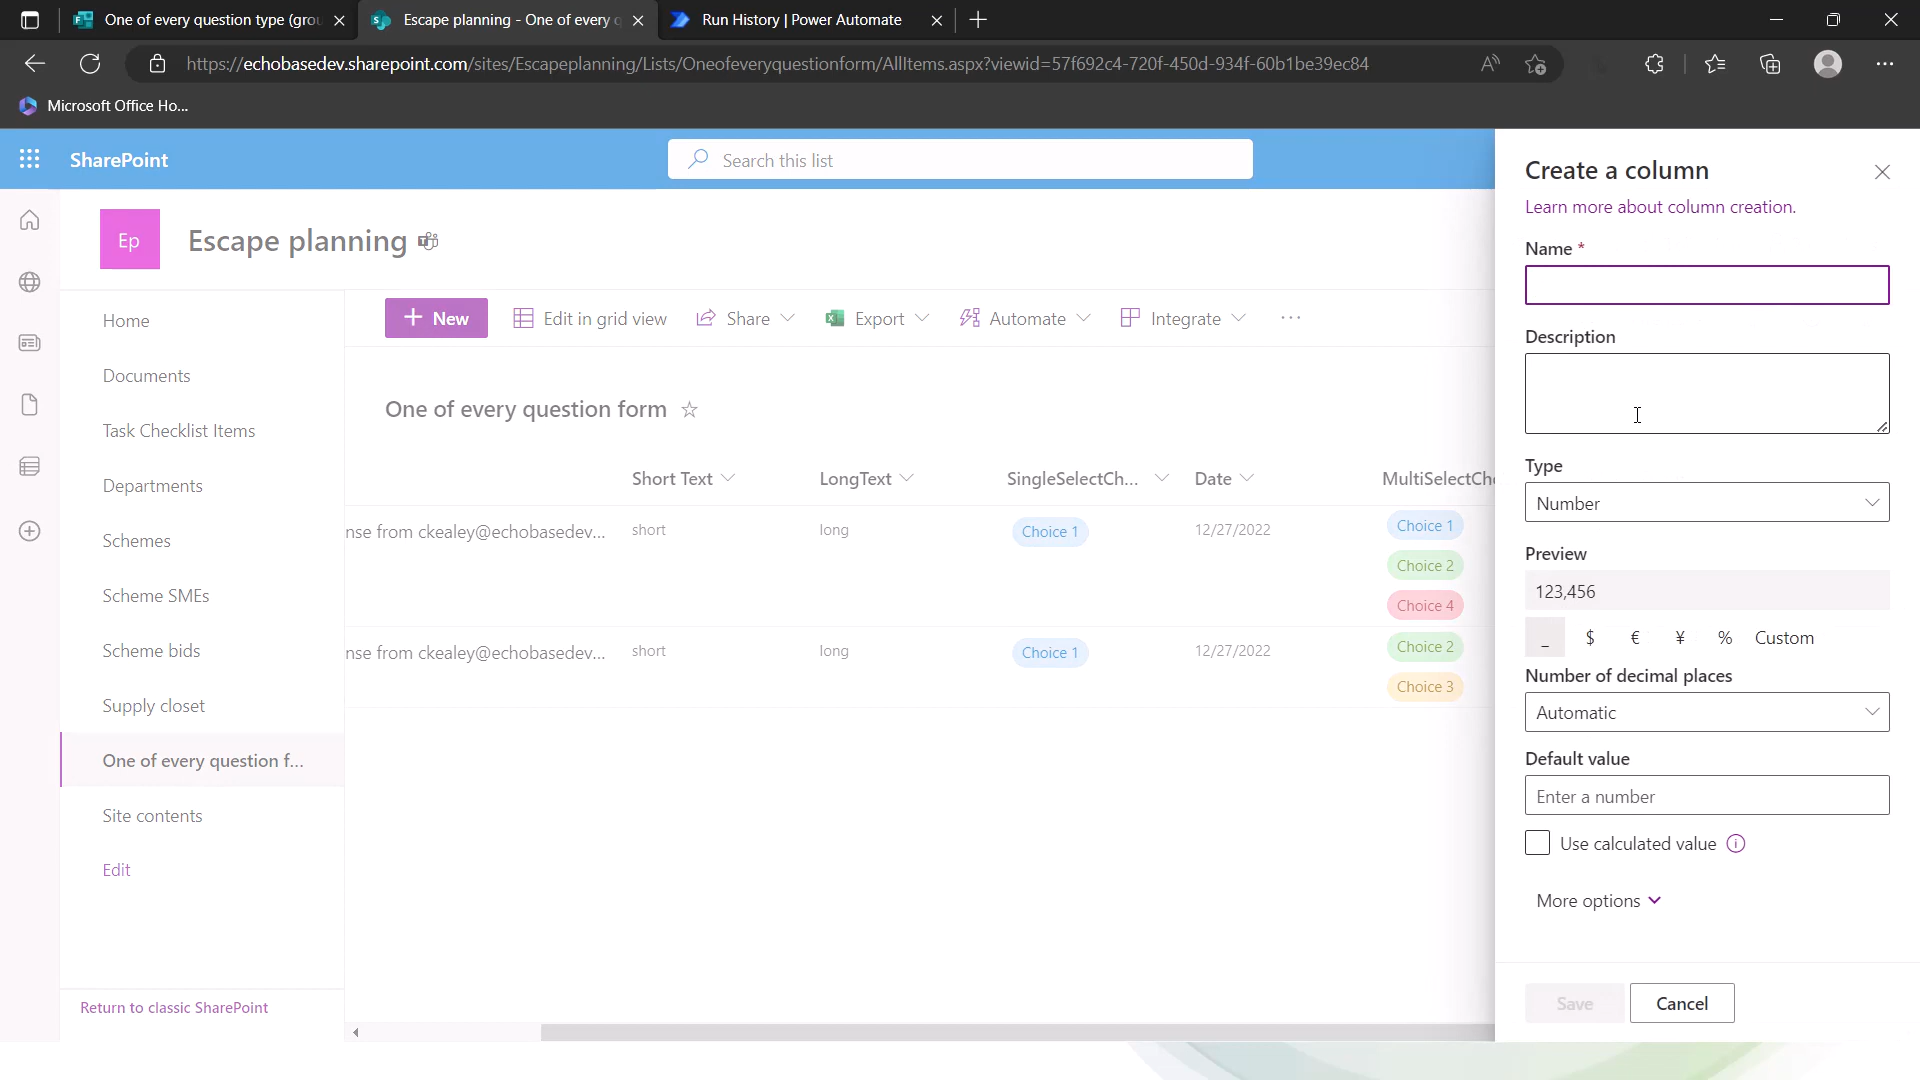 One of every question type (grou
Escape planning - One of every q
Run History | Power Automate
https://echobasedev.sharepoint.com/sites/Escapeplanning/Lists/Oneofeveryquestionform/AllItems.aspx?viewid=57f692c4-720f-450d-934f-60b1be39ec84
Microsoft Office Ho...
SharePoint
Search this list
Ep
Escape planning
Home
Documents
Task Checklist Items
Departments
Schemes
Scheme SMEs
Scheme bids
Supply closet
One of every question f...
Site contents
Edit
Return to classic SharePoint
New
Edit in grid view
Share
Export
Automate
Integrate
One of every question form
Short Text
LongText
SingleSelectCh...
Date
MultiSelectCh
nse from ckealey@echobasedev...
short
long
Choice 1
12/27/2022
Choice 1
Choice 2
Choice 4
nse from ckealey@echobasedev...
short
long
Choice 1
12/27/2022
Choice 2
Choice 3
Create a column
Learn more about column creation.
Name *
Description
Type
Number
Preview
123,456
_ $ € ¥ % Custom
Number of decimal places
Automatic
Default value
Enter a number
Use calculated value
More options
Save
Cancel